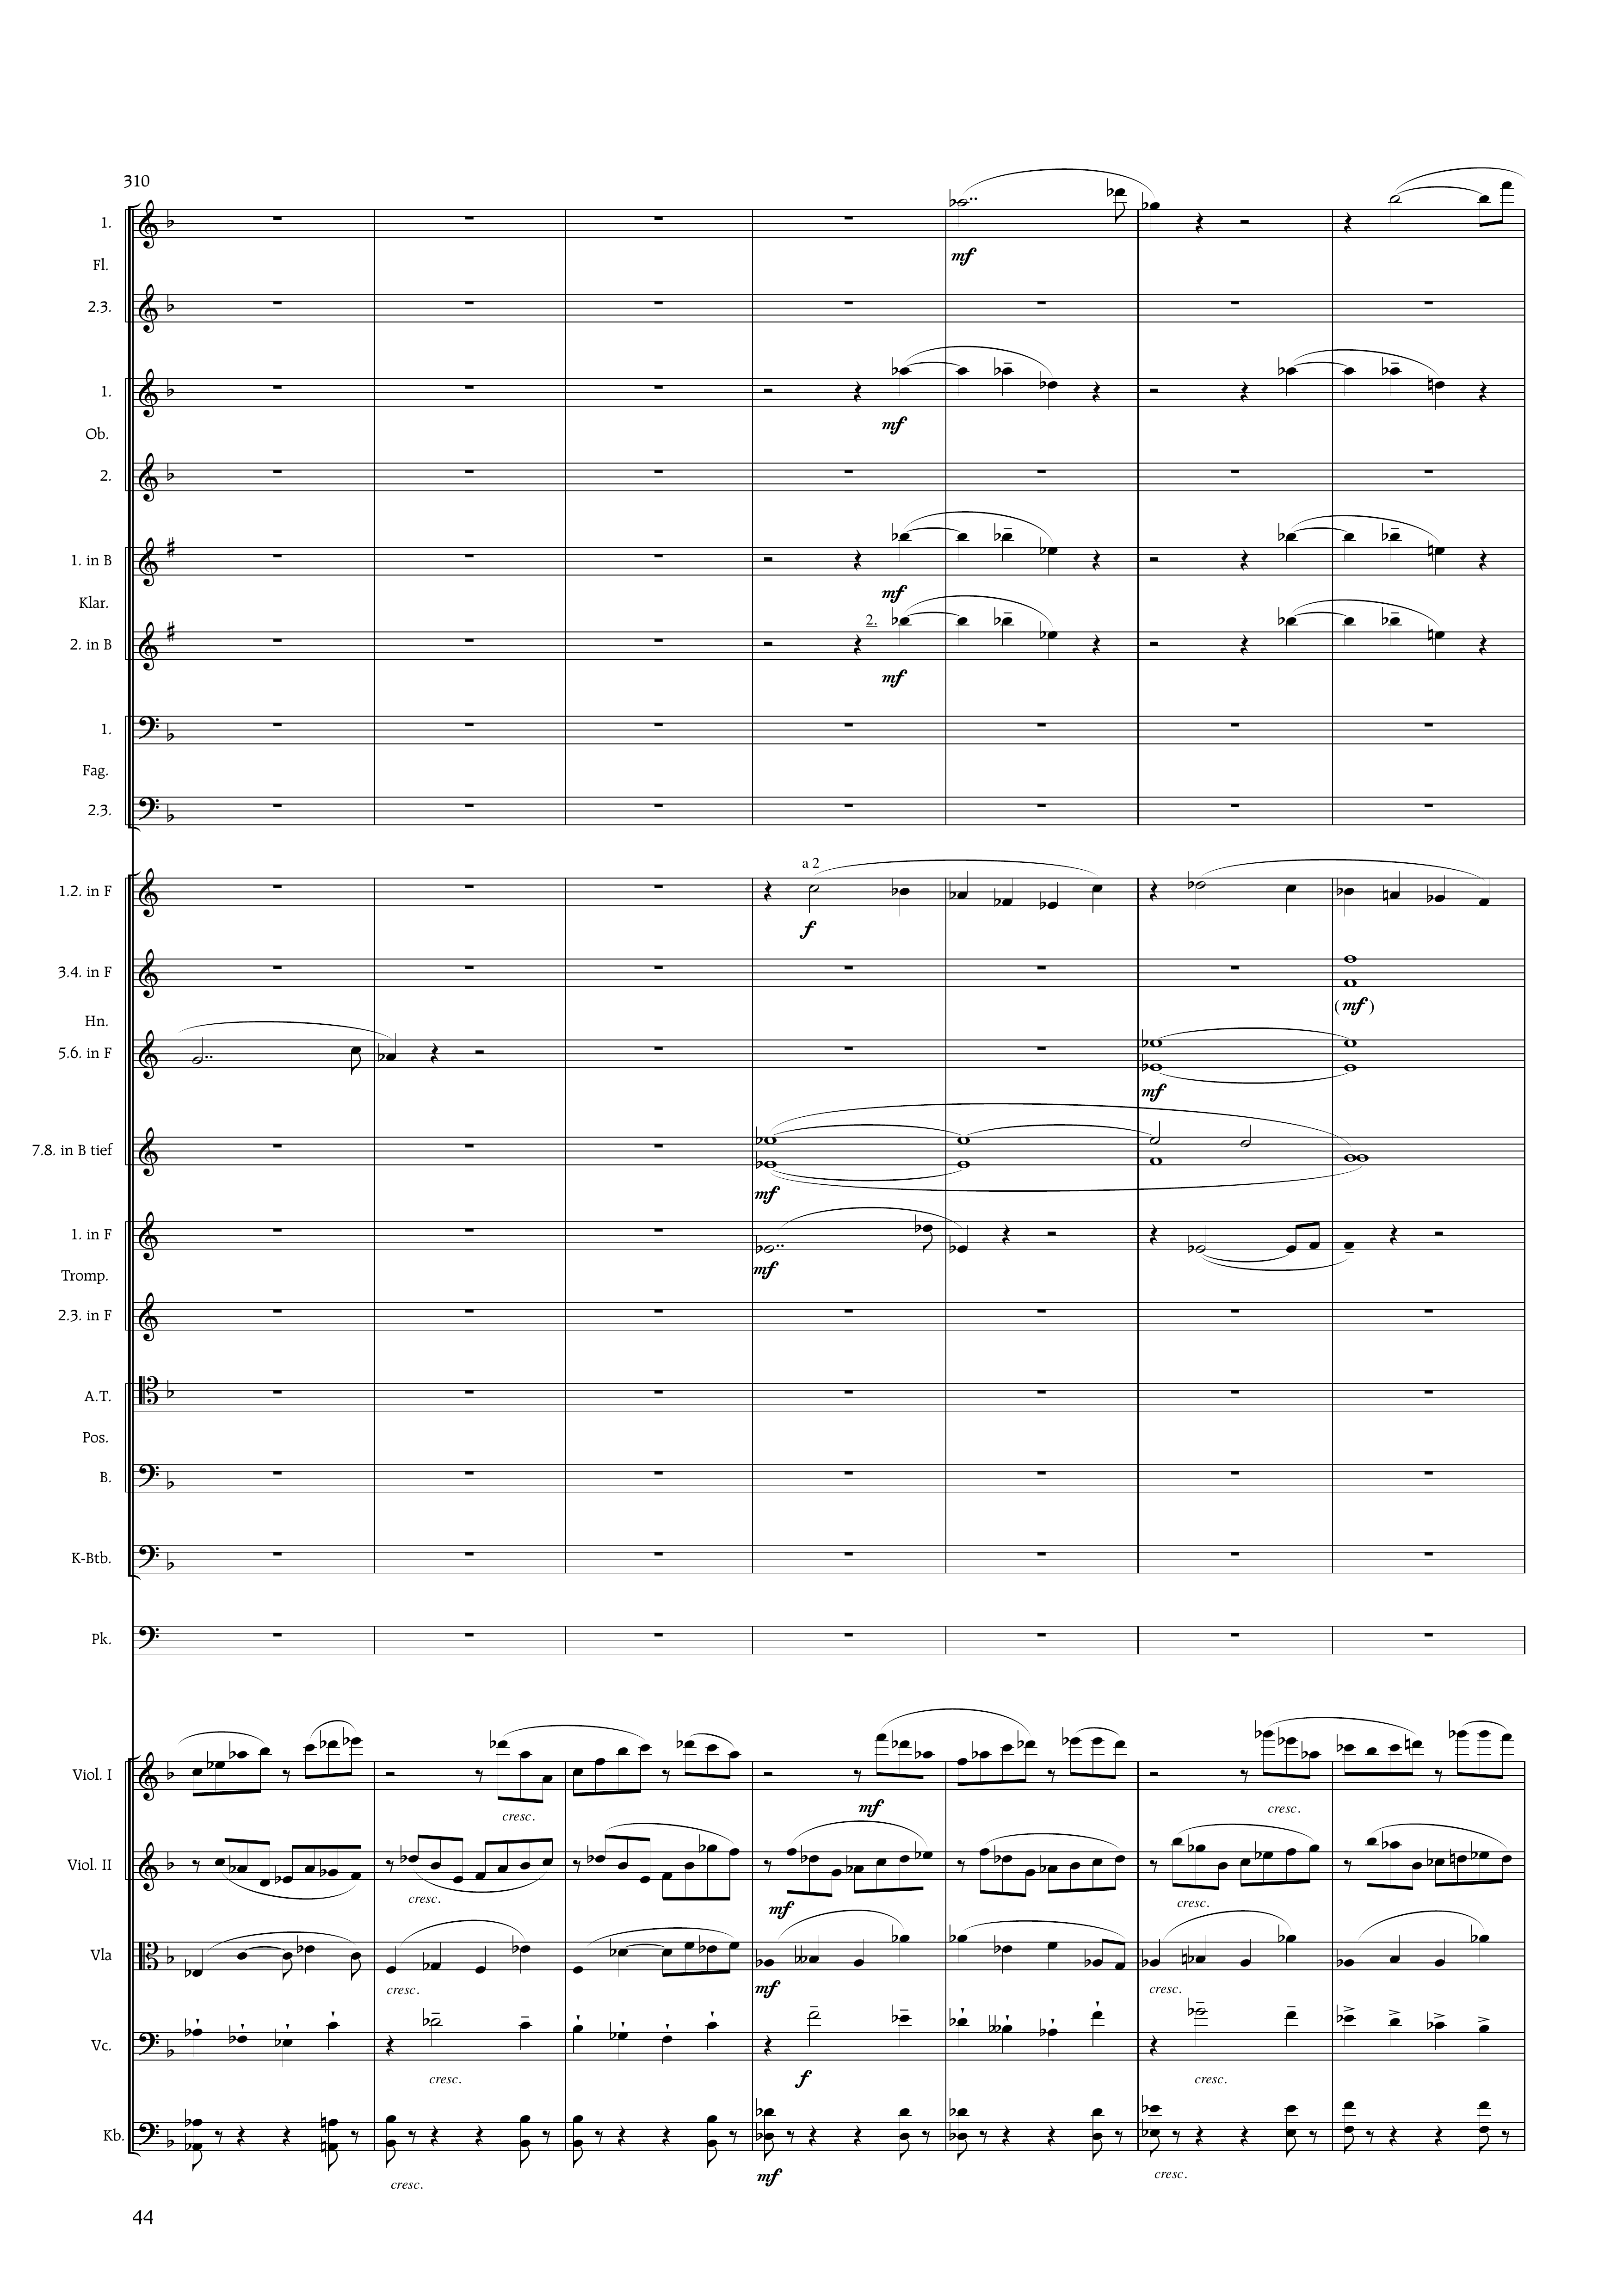 310
1.
mf
Fl.
2.3.
1.
mf
Ob.
2.
1. in B
mf
Klar.
2.
2. in B
mf
1.
Fag.
2.3.
a 2
1.2. in F
f
3.4. in F
(mf)
Hn.
5.6. in F
mf
7.8. in B tief
mf
1. in F
mf
Tromp.
2.3. in F
A.T.
Pos.
B.
K-Btb.
Pk.
Viol. I
cresc. mf cresc.
Viol. II
cresc. mf cresc.
Vla
cresc. mf cresc.
Vc.
cresc. f cresc.
Kb.
cresc. mf cresc.
44